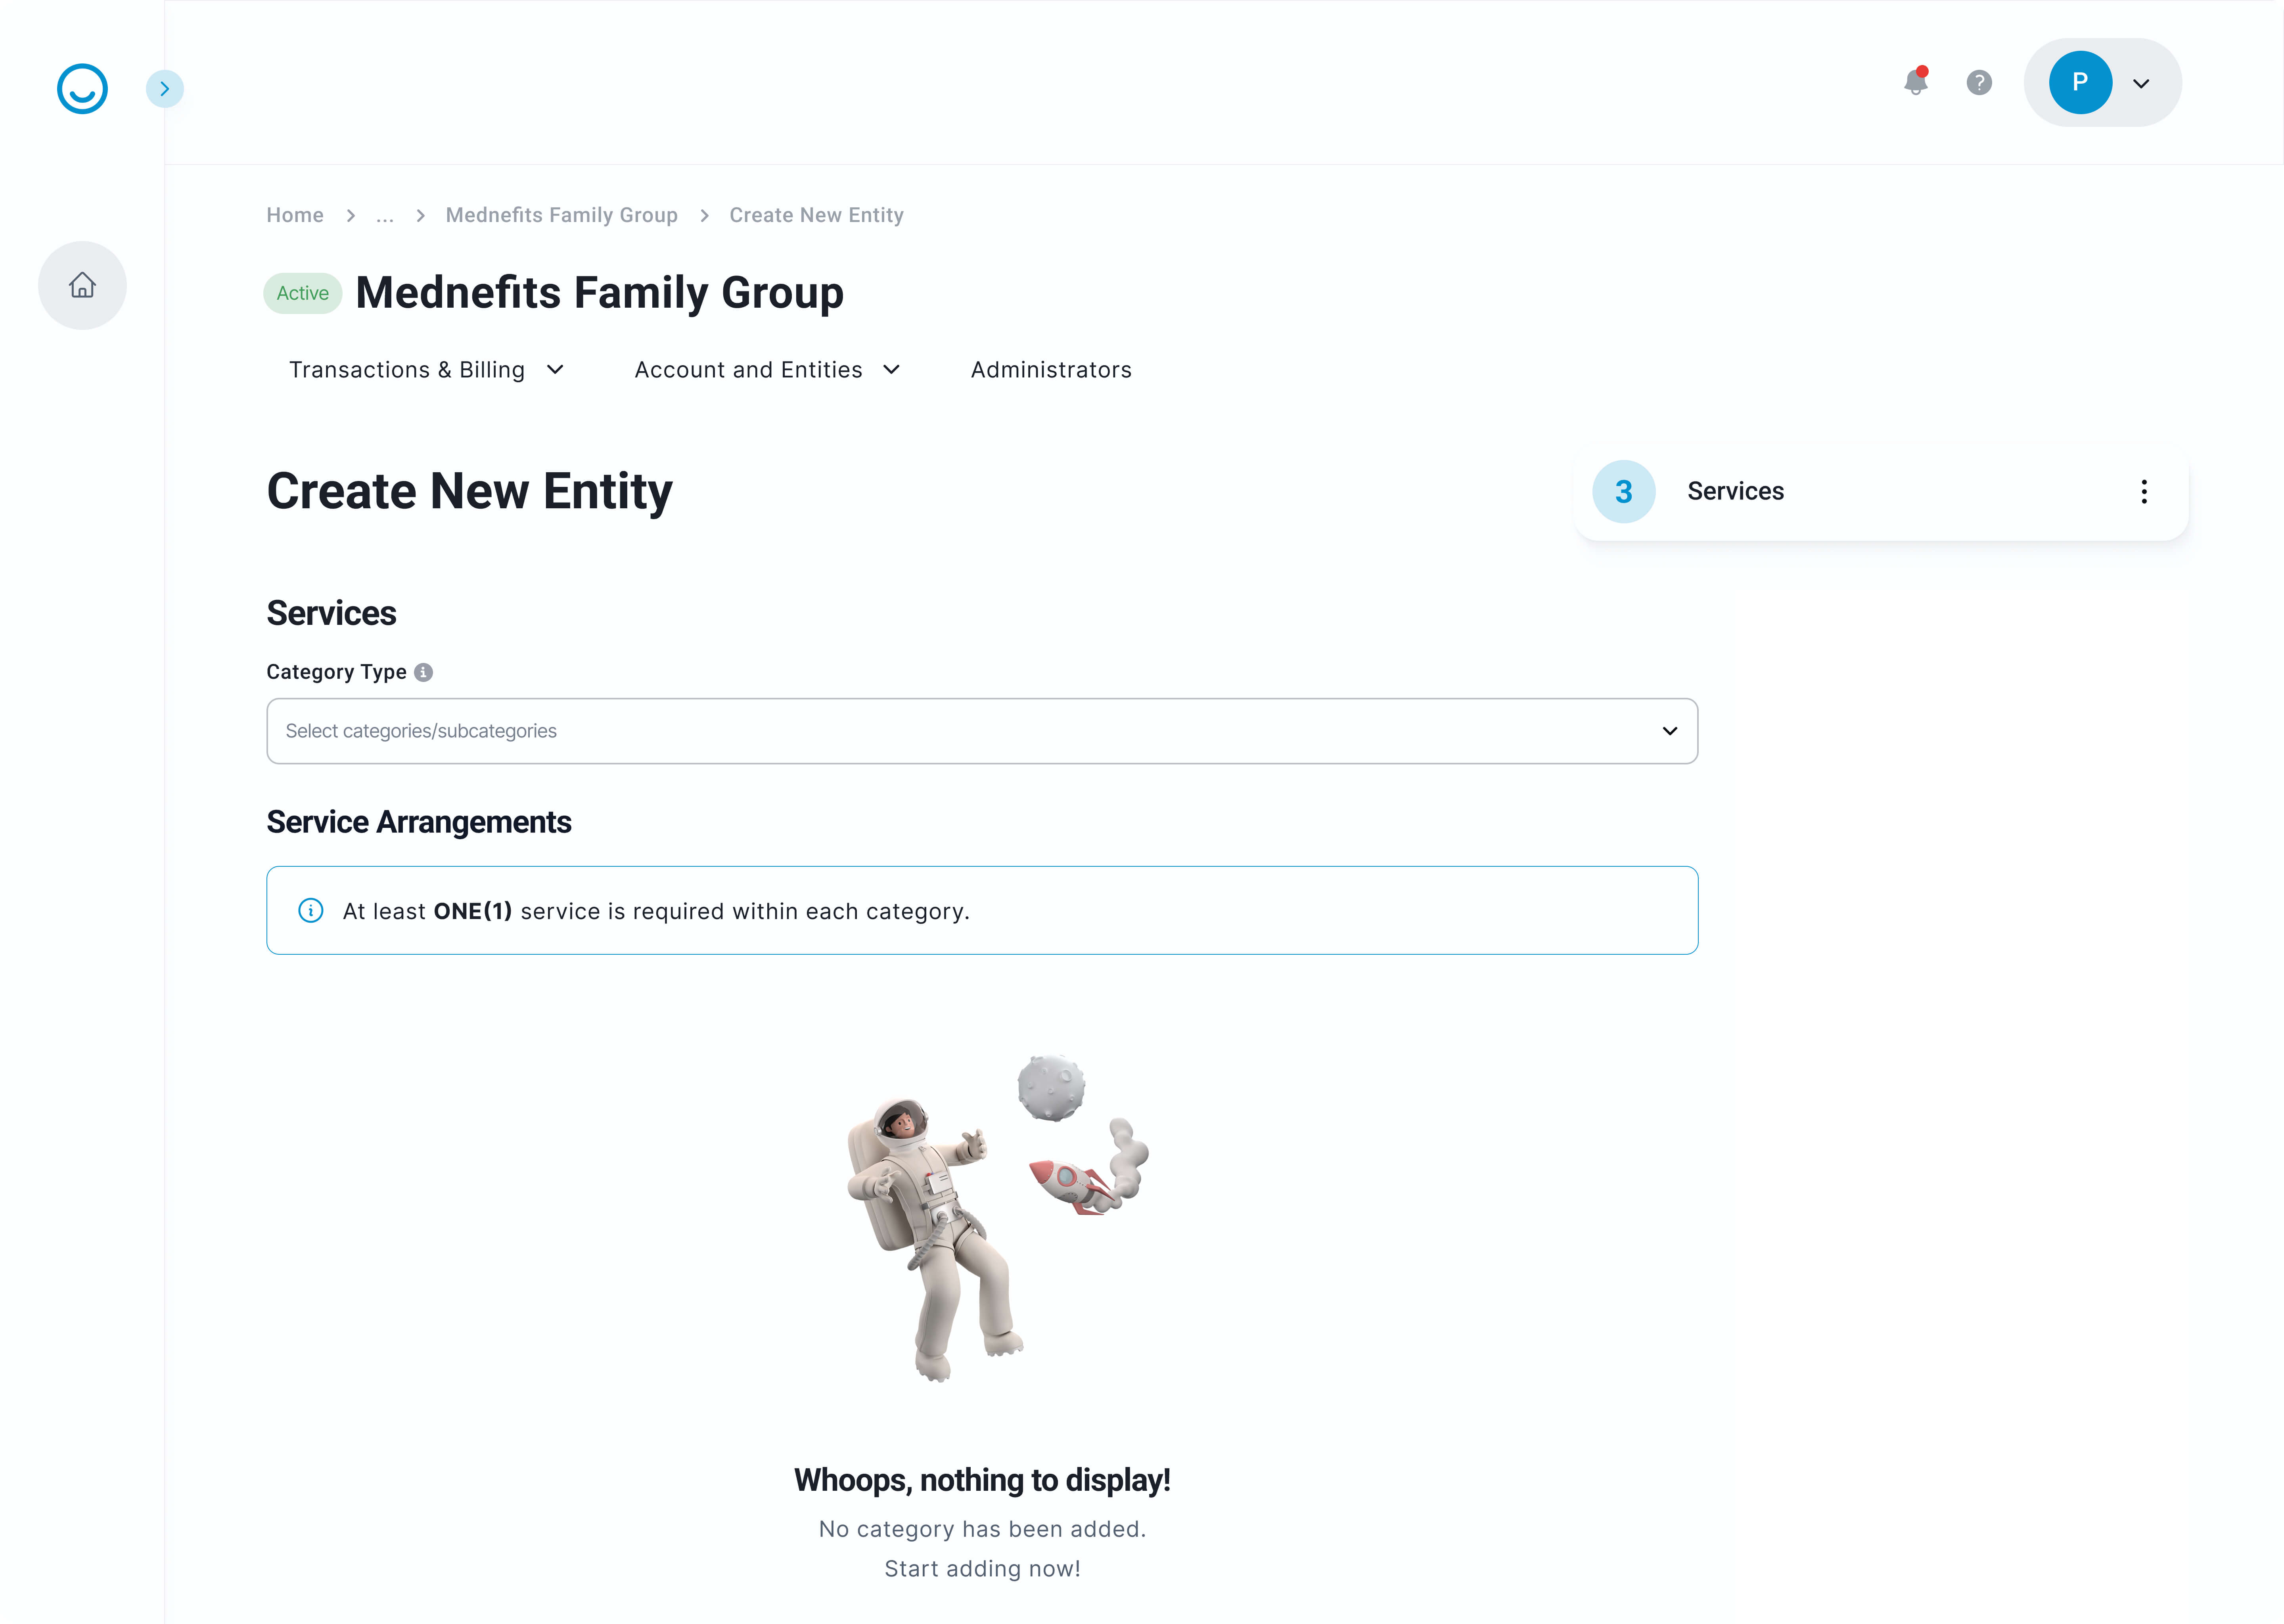 P
Home > ... > Mednefits Family Group > Create New Entity
Active Mednefits Family Group
Transactions & Billing Account and Entities Administrators
Create New Entity
3 Services
Services
Category Type
Select categories/subcategories
Service Arrangements
At least ONE(1) service is required within each category.
Whoops, nothing to display!
No category has been added.
Start adding now!